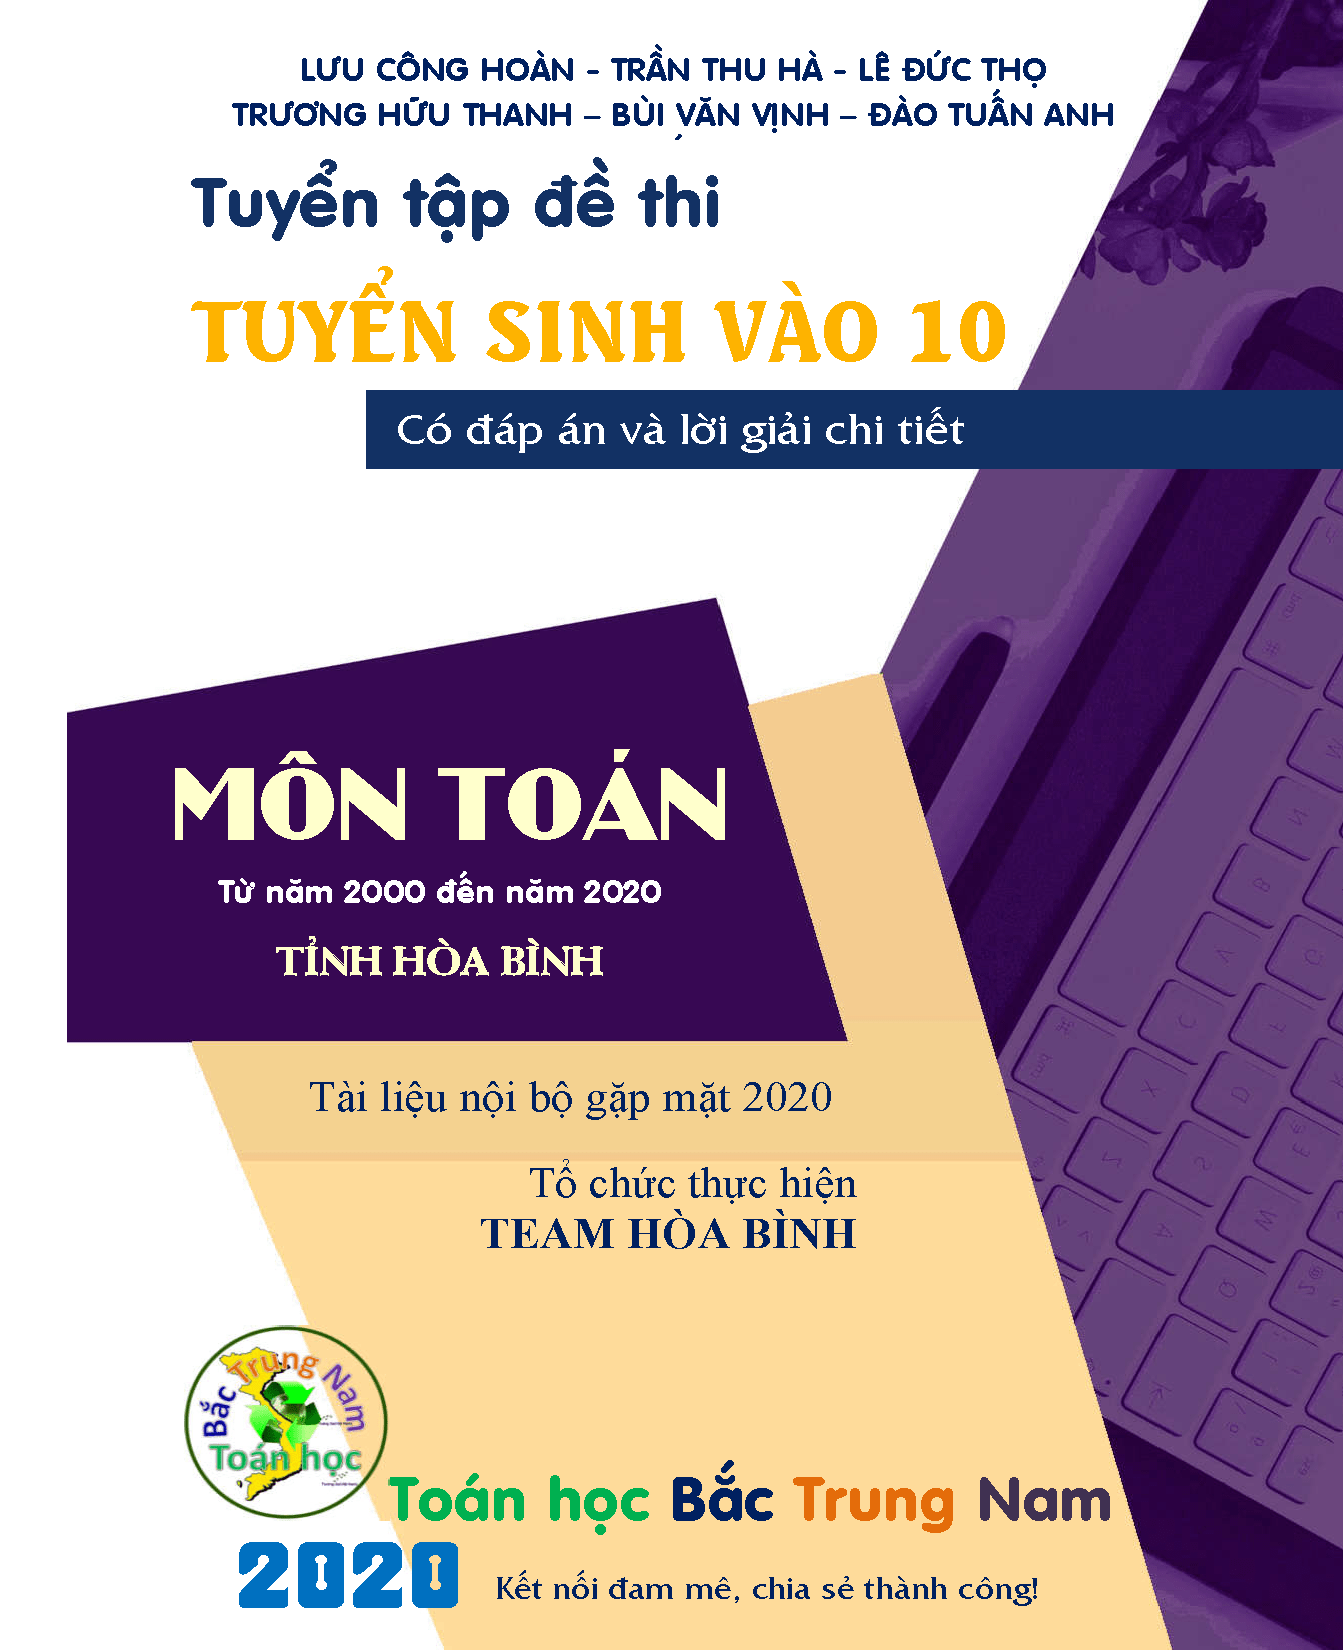 LƯU CÔNG HOÀN - TRẦN THU HÀ - LÊ ĐỨC THỌ
TRƯƠNG HỮU THANH – BÙI VĂN VỊNH – ĐÀO TUẤN ANH
Tuyển tập đề thi
TUYỂN SINH VÀO 10
Có đáp án và lời giải chi tiết
MÔN TOÁN
Từ năm 2000 đến năm 2020
TỈNH HÒA BÌNH
Tài liệu nội bộ gặp mặt 2020
Tổ chức thực hiện
TEAM HÒA BÌNH
Bắc Trung Nam
Toán học
Toán học Bắc Trung Nam
2020
Kết nối đam mê, chia sẻ thành công!